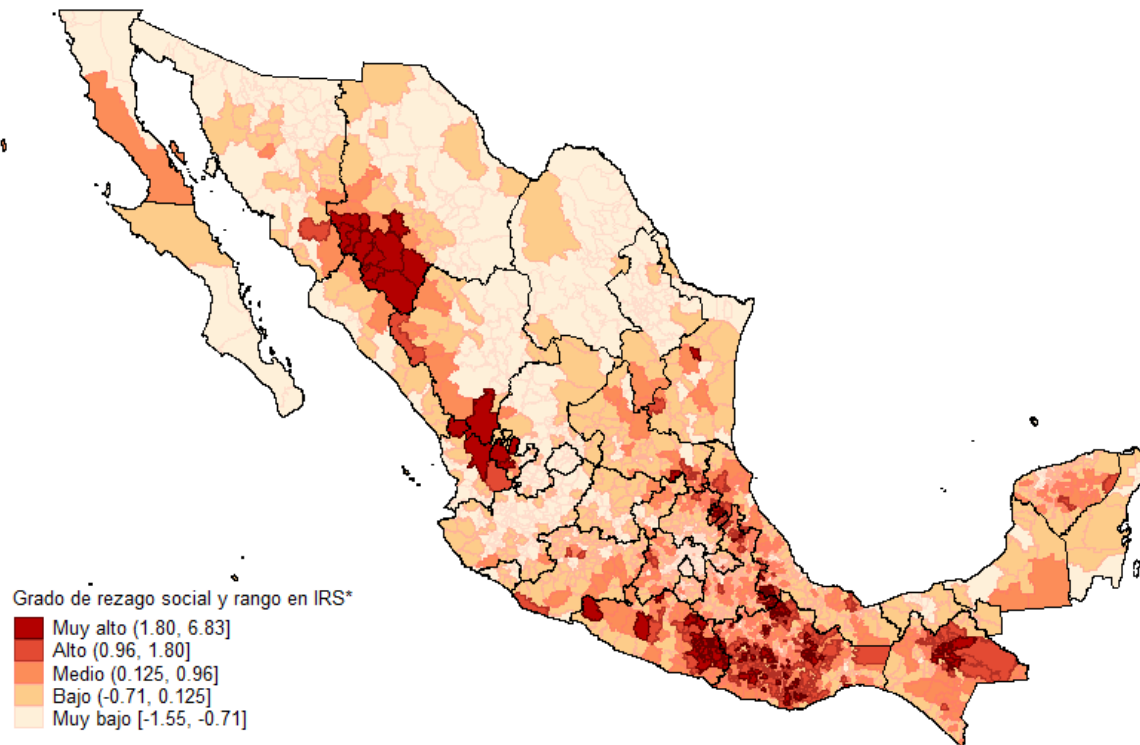 Grado de rezago social y rango en IRS*
Muy alto (1.80, 6.83]
Alto (0.96, 1.80]
Medio (0.125, 0.96]
Bajo (-0.71, 0.125]
Muy bajo [-1.55, -0.71]